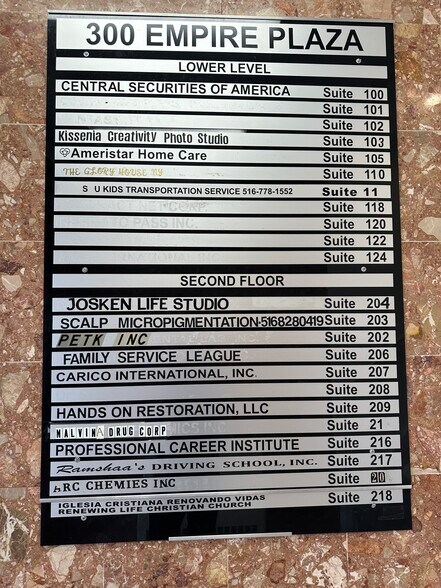 300 EMPIRE PLAZA
LOWER LEVEL
CENTRAL SECURITIES OF AMERICA Suite 100
Suite 101
Suite 102
Kissenia Creativity Photo Studio Suite 103
Ameristar Home Care Suite 105
THE GLORY HOUSE NY Suite 110
S U KIDS TRANSPORTATION SERVICE 516-778-1552 Suite 11
Suite 118
TO PASS INC. Suite 120
Suite 122
Suite 124
SECOND FLOOR
JOSKEN LIFE STUDIO Suite 204
SCALP MICROPIGMENTATION-5168280419 Suite 203
PETK INC Suite 202
FAMILY SERVICE LEAGUE Suite 206
CARICO INTERNATIONAL, INC. Suite 207
Suite 208
HANDS ON RESTORATION, LLC Suite 209
MALVINA DRUG CORP Suite 21
PROFESSIONAL CAREER INSTITUTE Suite 216
Ramshaa's DRIVING SCHOOL, INC. Suite 217
RC CHEMIES INC Suite 20
IGLESIA CRISTIANA RENOVANDO VIDAS Suite 218
RENEWING LIFE CHRISTIAN CHURCH